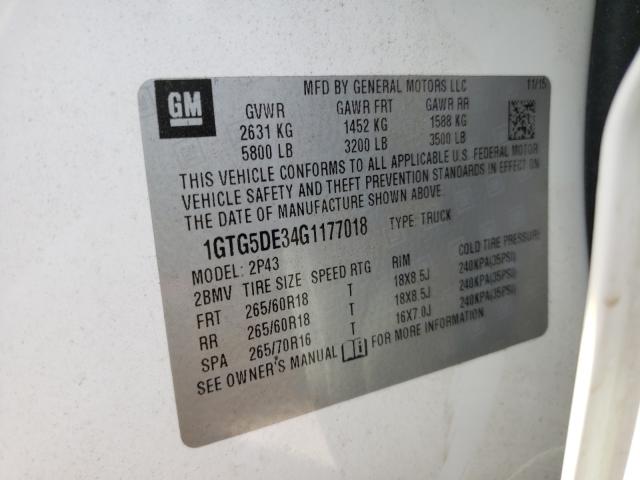 GM
MFD BY GENERAL MOTORS LLC 11/15
GVWR GAWR FRT GAWR RR
2631 KG 1452 KG 1588 KG
5800 LB 3200 LB 3500 LB
THIS VEHICLE CONFORMS TO ALL APPLICABLE U.S. FEDERAL MOTOR
VEHICLE SAFETY AND THEFT PREVENTION STANDARDS IN EFFECT ON
THE DATE OF MANUFACTURE SHOWN ABOVE.
1GTG5DE34G1177018 TYPE: TRUCK
MODEL: 2P43
2BMV TIRE SIZE SPEED RTG RIM COLD TIRE PRESSURE
FRT 265/60R18 T 18X8.5J 240KPA(35PSI)
RR 265/60R18 T 18X8.5J 240KPA(35PSI)
SPA 265/70R16 T 16X7.0J 240KPA(35PSI)
SEE OWNER'S MANUAL FOR MORE INFORMATION